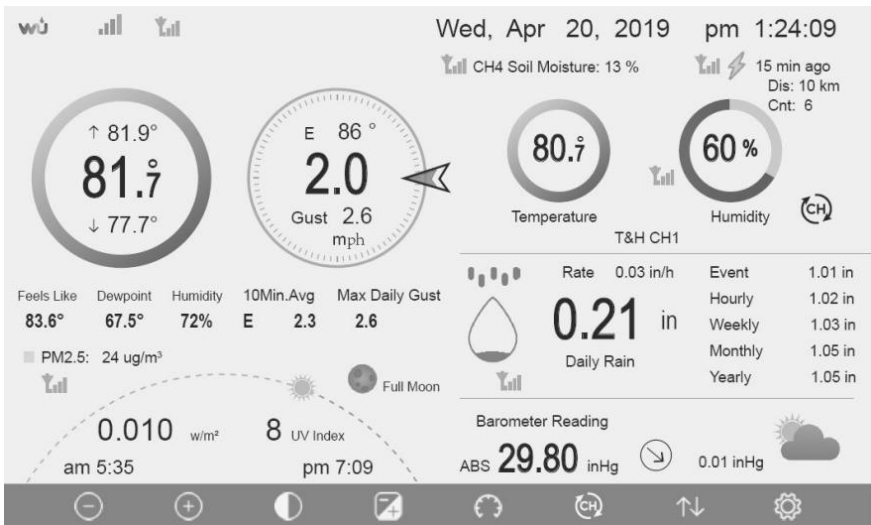 wu
Wed, Apr 20, 2019 pm 1:24:09
CH4 Soil Moisture: 13 %
15 min ago
Dis: 10 km
Cnt: 6
↑ 81.9°
81.7°
↓ 77.7°
E 86 °
2.0
Gust 2.6
mph
80.7°
Temperature
60 %
Humidity
CH
T&H CH1
Feels Like Dewpoint Humidity 10Min.Avg Max Daily Gust
83.6° 67.5° 72% E 2.3 2.6
PM2.5: 24 ug/m³
Full Moon
0.010 w/m² 8 UV Index
am 5:35 pm 7:09
Rate 0.03 in/h
0.21 in
Daily Rain
Event 1.01 in
Hourly 1.02 in
Weekly 1.03 in
Monthly 1.05 in
Yearly 1.05 in
Barometer Reading
ABS 29.80 inHg 0.01 inHg
CH